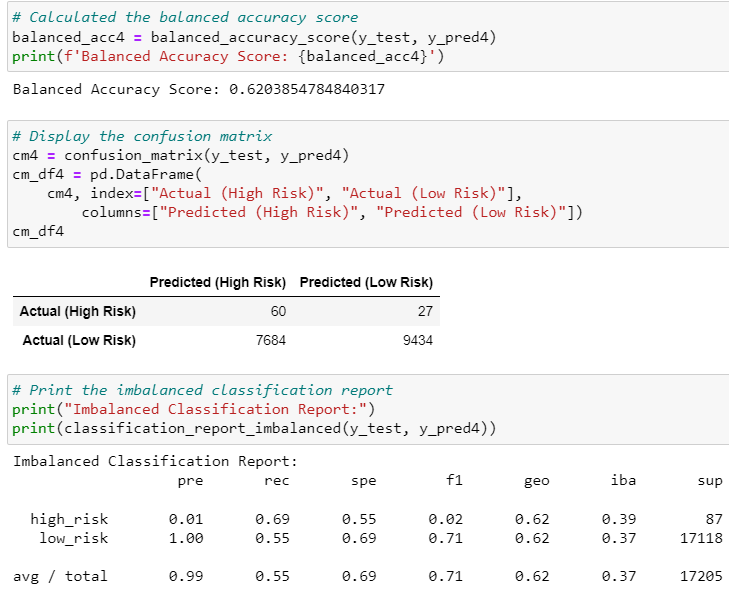 # Calculated the balanced accuracy score
balanced_acc4 = balanced_accuracy_score(y_test, y_pred4)
print(f'Balanced Accuracy Score: {balanced_acc4}')
Balanced Accuracy Score: 0.6203854784840317
# Display the confusion matrix
cm4 = confusion_matrix(y_test, y_pred4)
cm_df4 = pd.DataFrame(
    cm4, index=["Actual (High Risk)", "Actual (Low Risk)"],
        columns=["Predicted (High Risk)", "Predicted (Low Risk)"])
cm_df4
Predicted (High Risk) Predicted (Low Risk)
Actual (High Risk) 60 27
Actual (Low Risk) 7684 9434
# Print the imbalanced classification report
print("Imbalanced Classification Report:")
print(classification_report_imbalanced(y_test, y_pred4))
Imbalanced Classification Report:
pre rec spe f1 geo iba sup
high_risk 0.01 0.69 0.55 0.02 0.62 0.39 87
low_risk 1.00 0.55 0.69 0.71 0.62 0.37 17118
avg / total 0.99 0.55 0.69 0.71 0.62 0.37 17205